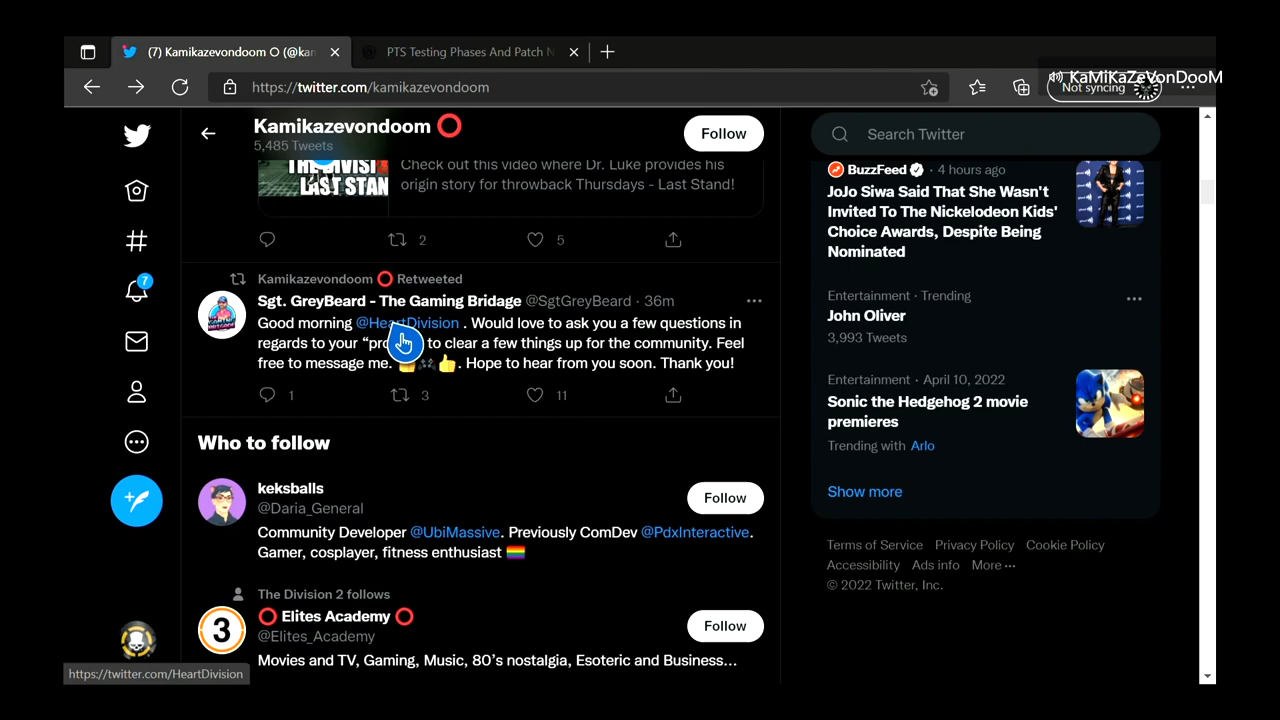 (7) Kamikazevondoom O (@kan
PTS Testing Phases And Patch N
https://twitter.com/kamikazevondoom
KaMiKaZeVonDooM
Not syncing
Kamikazevondoom ⭕
5,485 Tweets
Follow
Search Twitter
THE DIVISI
LAST STAN
Check out this video where Dr. Luke provides his
origin story for throwback Thursdays - Last Stand!
2
5
Kamikazevondoom ⭕ Retweeted
Sgt. GreyBeard - The Gaming Bridage @SgtGreyBeard · 36m
Good morning @HeartDivision . Would love to ask you a few questions in
regards to your “pro to clear a few things up for the community. Feel
free to message me. 🎮👍. Hope to hear from you soon. Thank you!
1
3
11
Who to follow
keksballs
@Daria_General
Follow
Community Developer @UbiMassive. Previously ComDev @PdxInteractive.
Gamer, cosplayer, fitness enthusiast 🏳️‍🌈
The Division 2 follows
3
⭕ Elites Academy ⭕
@Elites_Academy
Follow
Movies and TV, Gaming, Music, 80's nostalgia, Esoteric and Business...
BuzzFeed · 4 hours ago
JoJo Siwa Said That She Wasn't
Invited To The Nickelodeon Kids'
Choice Awards, Despite Being
Nominated
Entertainment · Trending
John Oliver
3,993 Tweets
Entertainment · April 10, 2022
Sonic the Hedgehog 2 movie
premieres
Trending with Arlo
Show more
Terms of Service Privacy Policy Cookie Policy
Accessibility Ads info More ···
© 2022 Twitter, Inc.
7
https://twitter.com/HeartDivision